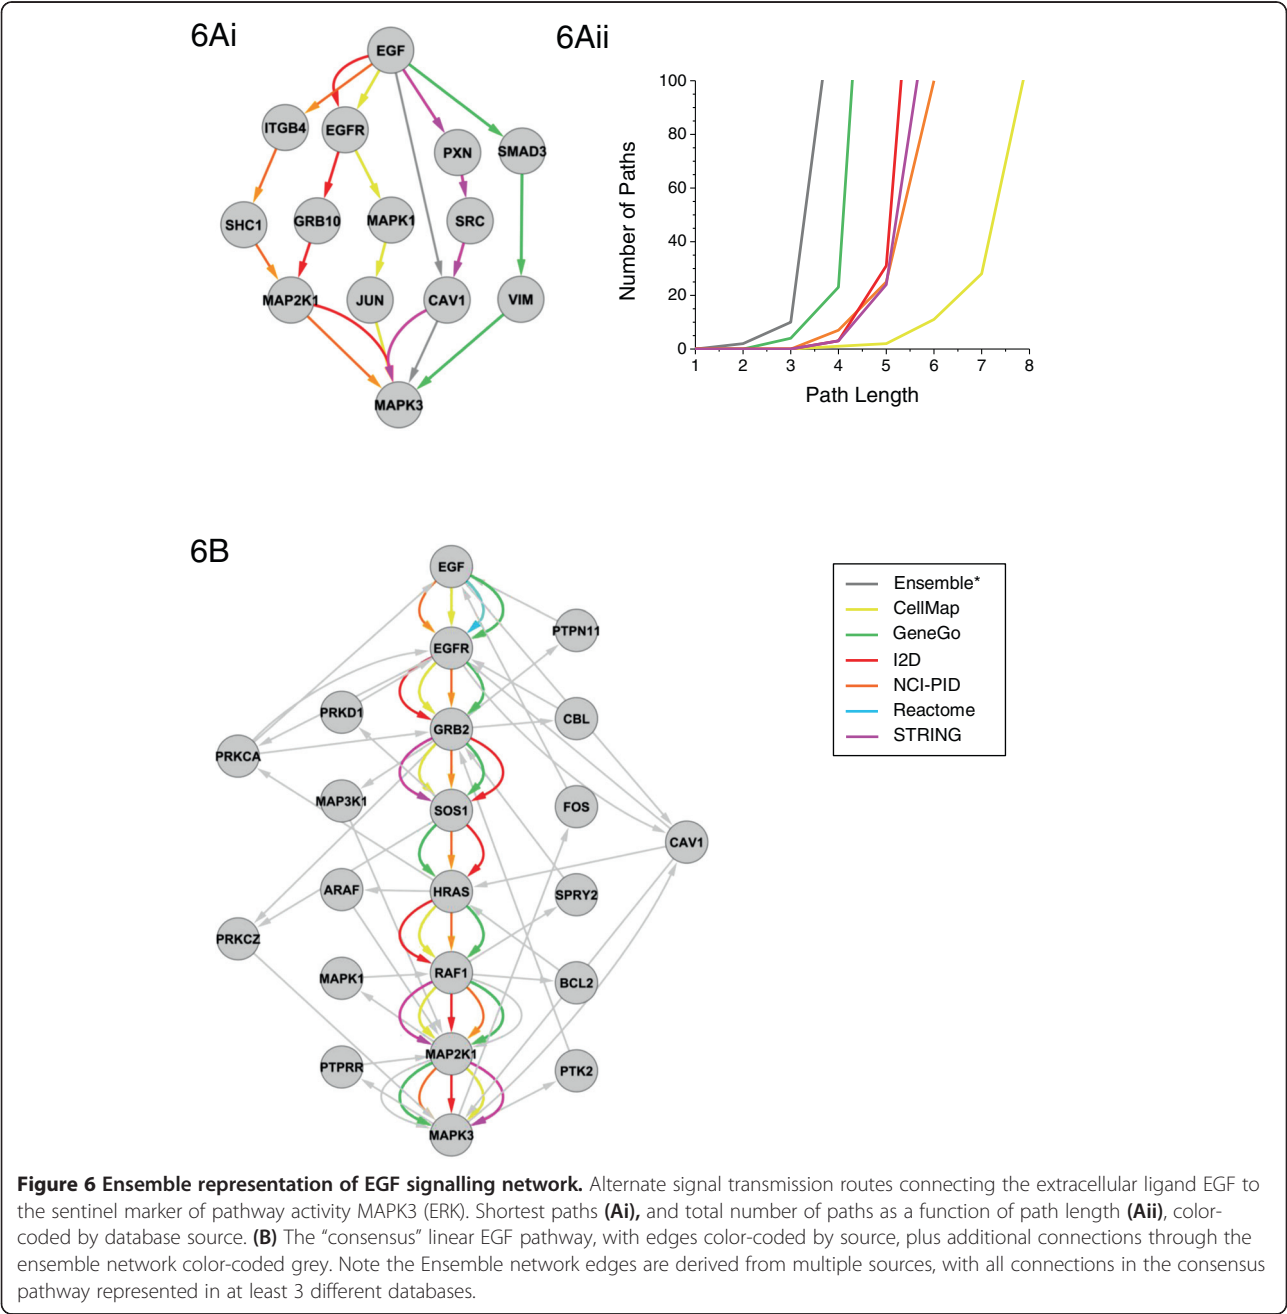 6Ai
6Aii
EGF
ITGB4
EGFR
PXN
SMAD3
SHC1
GRB10
MAPK1
SRC
MAP2K1
JUN
CAV1
VIM
MAPK3
Number of Paths
100
80
60
40
20
0
1 2 3 4 5 6 7 8
Path Length
6B
EGF
PTPN11
EGFR
PRKD1
CBL
GRB2
PRKCA
MAP3K1
FOS
SOS1
CAV1
ARAF
HRAS
SPRY2
PRKCZ
RAF1
MAPK1
BCL2
MAP2K1
PTPRR
PTK2
MAPK3
Ensemble*
CellMap
GeneGo
I2D
NCI-PID
Reactome
STRING
Figure 6 Ensemble representation of EGF signalling network. Alternate signal transmission routes connecting the extracellular ligand EGF to
the sentinel marker of pathway activity MAPK3 (ERK). Shortest paths (Ai), and total number of paths as a function of path length (Aii), color-
coded by database source. (B) The “consensus” linear EGF pathway, with edges color-coded by source, plus additional connections through the
ensemble network color-coded grey. Note the Ensemble network edges are derived from multiple sources, with all connections in the consensus
pathway represented in at least 3 different databases.